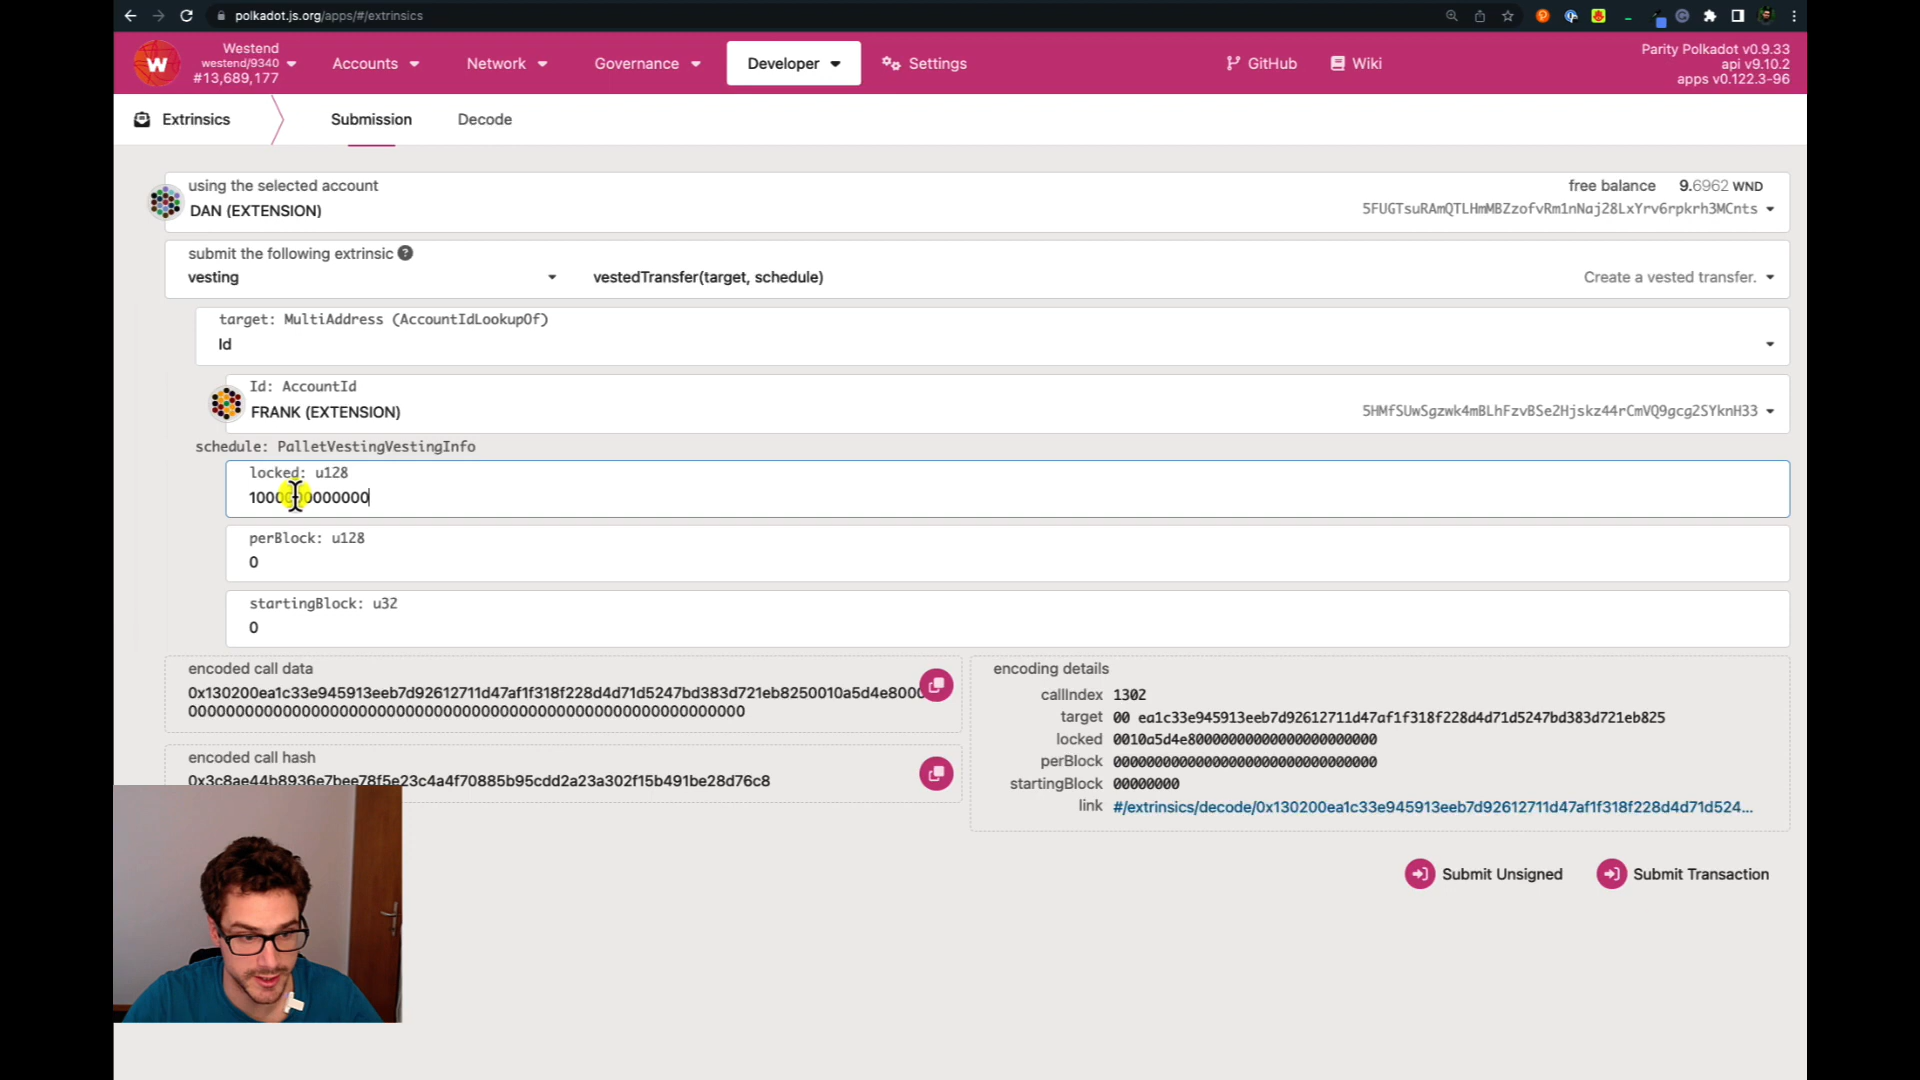 polkadot.js.org/apps/#/extrinsics
W
Westend
westend/9340
#13,689,177
Accounts
Network
Governance
Developer
Settings
GitHub
Wiki
Parity Polkadot v0.9.33
api v9.10.2
apps v0.122.3-96
Extrinsics
Submission
Decode
using the selected account
DAN (EXTENSION)
free balance 9.6962 WND
5FUGTsuRAmQTLHmMBZzofvRm1nNaj28LxYrv6rpkrh3MCnts
submit the following extrinsic ?
vesting
vestedTransfer(target, schedule)
Create a vested transfer.
target: MultiAddress (AccountIdLookupOf)
Id
Id: AccountId
FRANK (EXTENSION)
5HMfSUwSgzwk4mBLhFzvBSe2Hjskz44rCmVQ9gcg2SYknH33
schedule: PalletVestingVestingInfo
locked: u128
1000000000000
perBlock: u128
0
startingBlock: u32
0
encoded call data
0x130200ea1c33e945913eeb7d92612711d47af1f318f228d4d71d5247bd383d721eb8250010a5d4e8000
00000000000000000000000000000000000000000000000000000000000
encoded call hash
0x3c8ae44b8936e7bee78f5e23c4a4f70885b95cdd2a23a302f15b491be28d76c8
encoding details
callIndex 1302
target 00 ea1c33e945913eeb7d92612711d47af1f318f228d4d71d5247bd383d721eb825
locked 0010a5d4e80000000000000000000000
perBlock 00000000000000000000000000000000
startingBlock 00000000
link #/extrinsics/decode/0x130200ea1c33e945913eeb7d92612711d47af1f318f228d4d71d524...
Submit Unsigned
Submit Transaction